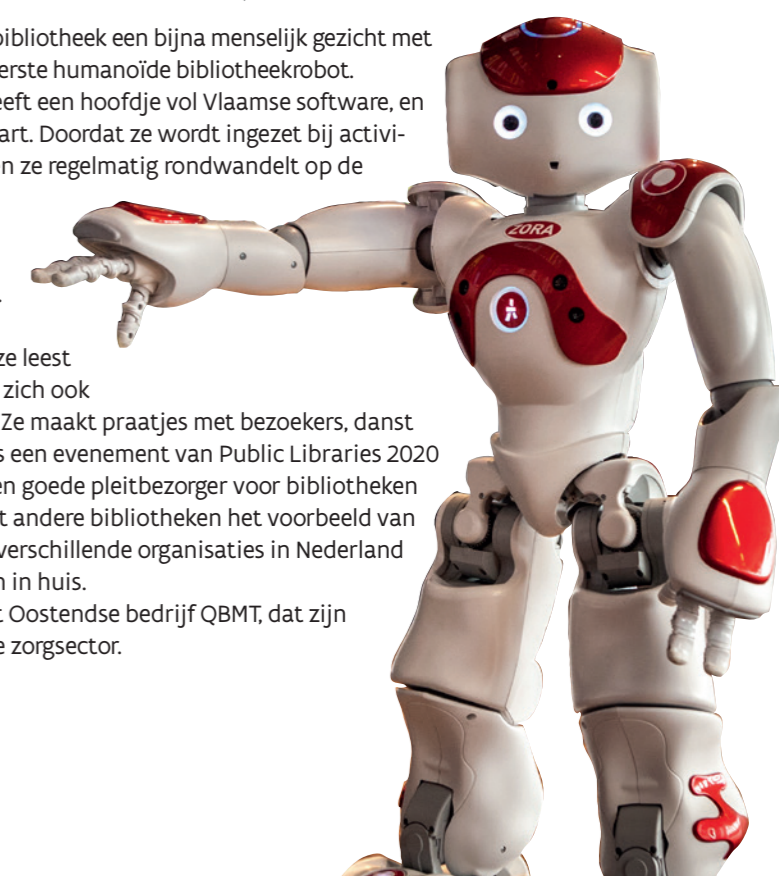 bibliotheek een bijna menselijk gezicht met
eerste humanoïde bibliotheekrobot.
eeft een hoofdje vol Vlaamse software, en
art. Doordat ze wordt ingezet bij activi-
n ze regelmatig rondwandelt op de
ZORA
ze leest
zich ook
Ze maakt praatjes met bezoekers, danst
s een evenement van Public Libraries 2020
en goede pleitbezorger voor bibliotheken
t andere bibliotheken het voorbeeld van
verschillende organisaties in Nederland
n in huis.
t Oostendse bedrijf QBMT, dat zijn
e zorgsector.